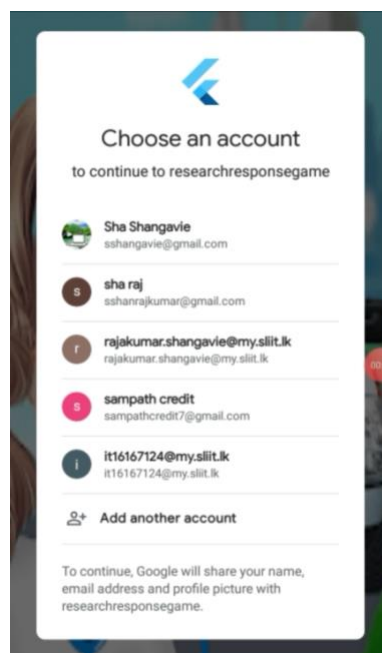 Choose an account
to continue to researchresponsegame
Sha Shangavie
sshangavie@gmail.com
s
sha raj
sshanrajkumar@gmail.com
r
rajakumar.shangavie@my.sliit.lk
rajakumar.shangavie@my.sliit.lk
s
sampath credit
sampathcredit7@gmail.com
i
it16167124@my.sliit.lk
it16167124@my.sliit.lk
Add another account
To continue, Google will share your name,
email address and profile picture with
researchresponsegame.
00